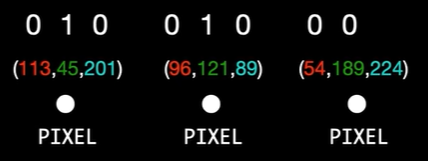 0 1 0 0 1 0 0 0
(113,45,201) (96,121,89) (54,189,224)
PIXEL PIXEL PIXEL